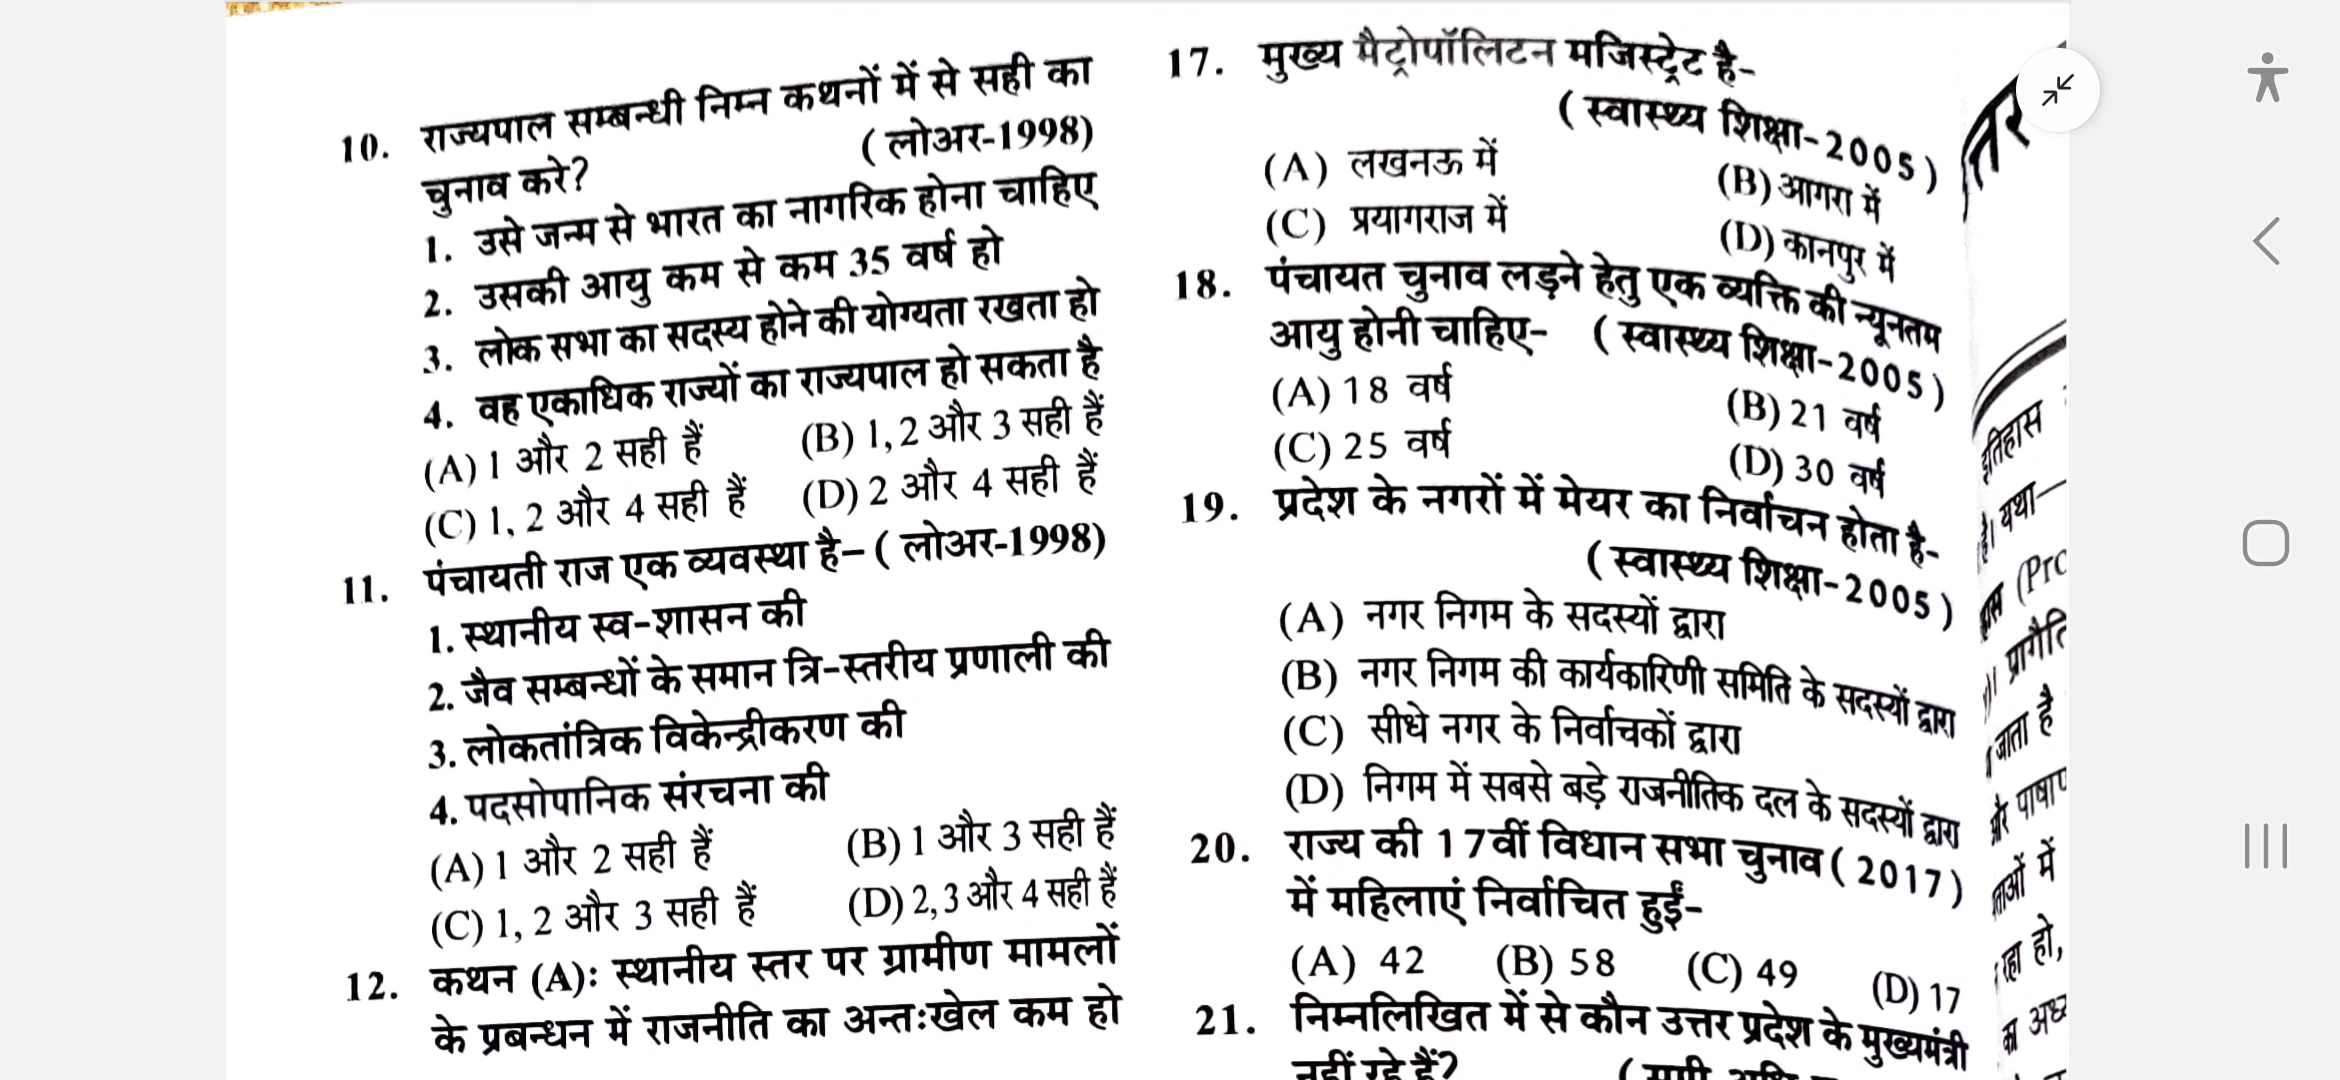 10. राज्यपाल सम्बन्धी निम्न कथनों में से सही का
चुनाव करे? ( लोअर-1998)
1. उसे जन्म से भारत का नागरिक होना चाहिए
2. उसकी आयु कम से कम 35 वर्ष हो
3. लोक सभा का सदस्य होने की योग्यता रखता हो
4. वह एकाधिक राज्यों का राज्यपाल हो सकता है
(A) 1 और 2 सही हैं (B) 1, 2 और 3 सही हैं
(C) 1, 2 और 4 सही हैं (D) 2 और 4 सही हैं
11. पंचायती राज एक व्यवस्था है– ( लोअर-1998)
1. स्थानीय स्व-शासन की
2. जैव सम्बन्धों के समान त्रि-स्तरीय प्रणाली की
3. लोकतांत्रिक विकेन्द्रीकरण की
4. पदसोपानिक संरचना की
(A) 1 और 2 सही हैं (B) 1 और 3 सही हैं
(C) 1, 2 और 3 सही हैं (D) 2, 3 और 4 सही हैं
12. कथन (A): स्थानीय स्तर पर ग्रामीण मामलों
के प्रबन्धन में राजनीति का अन्तःखेल कम हो
17. मुख्य मैट्रोपॉलिटन मजिस्ट्रेट है-
( स्वास्थ्य शिक्षा-2005 )
(A) लखनऊ में (B) आगरा में
(C) प्रयागराज में (D) कानपुर में
18. पंचायत चुनाव लड़ने हेतु एक व्यक्ति की न्यूनतम
आयु होनी चाहिए- ( स्वास्थ्य शिक्षा-2005 )
(A) 18 वर्ष (B) 21 वर्ष
(C) 25 वर्ष (D) 30 वर्ष
19. प्रदेश के नगरों में मेयर का निर्वाचन होता है-
( स्वास्थ्य शिक्षा-2005 )
(A) नगर निगम के सदस्यों द्वारा
(B) नगर निगम की कार्यकारिणी समिति के सदस्यों द्वारा
(C) सीधे नगर के निर्वाचकों द्वारा
(D) निगम में सबसे बड़े राजनीतिक दल के सदस्यों द्वारा
20. राज्य की 17वीं विधान सभा चुनाव ( 2017 )
में महिलाएं निर्वाचित हुईं-
(A) 42 (B) 58 (C) 49 (D) 17
21. निम्नलिखित में से कौन उत्तर प्रदेश के मुख्यमंत्री
नहीं रहे हैं?
इतिहास
यथा—
जाता है
रहा हो,